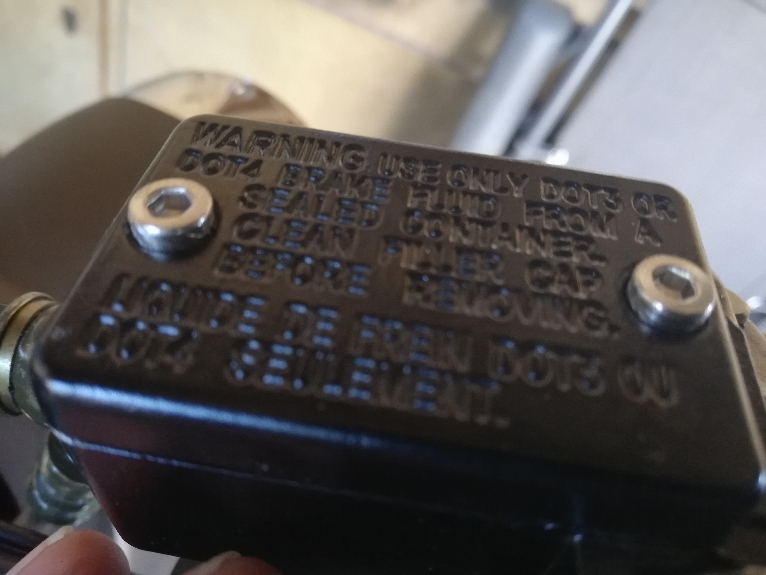 WARNING USE ONLY DOT3 OR
DOT4 BRAKE FLUID FROM A
SEALED CONTAINER.
CLEAN FILLER CAP
BEFORE REMOVING.
LIQUIDE DE FREIN DOT3 OU
DOT4 SEULEMENT.